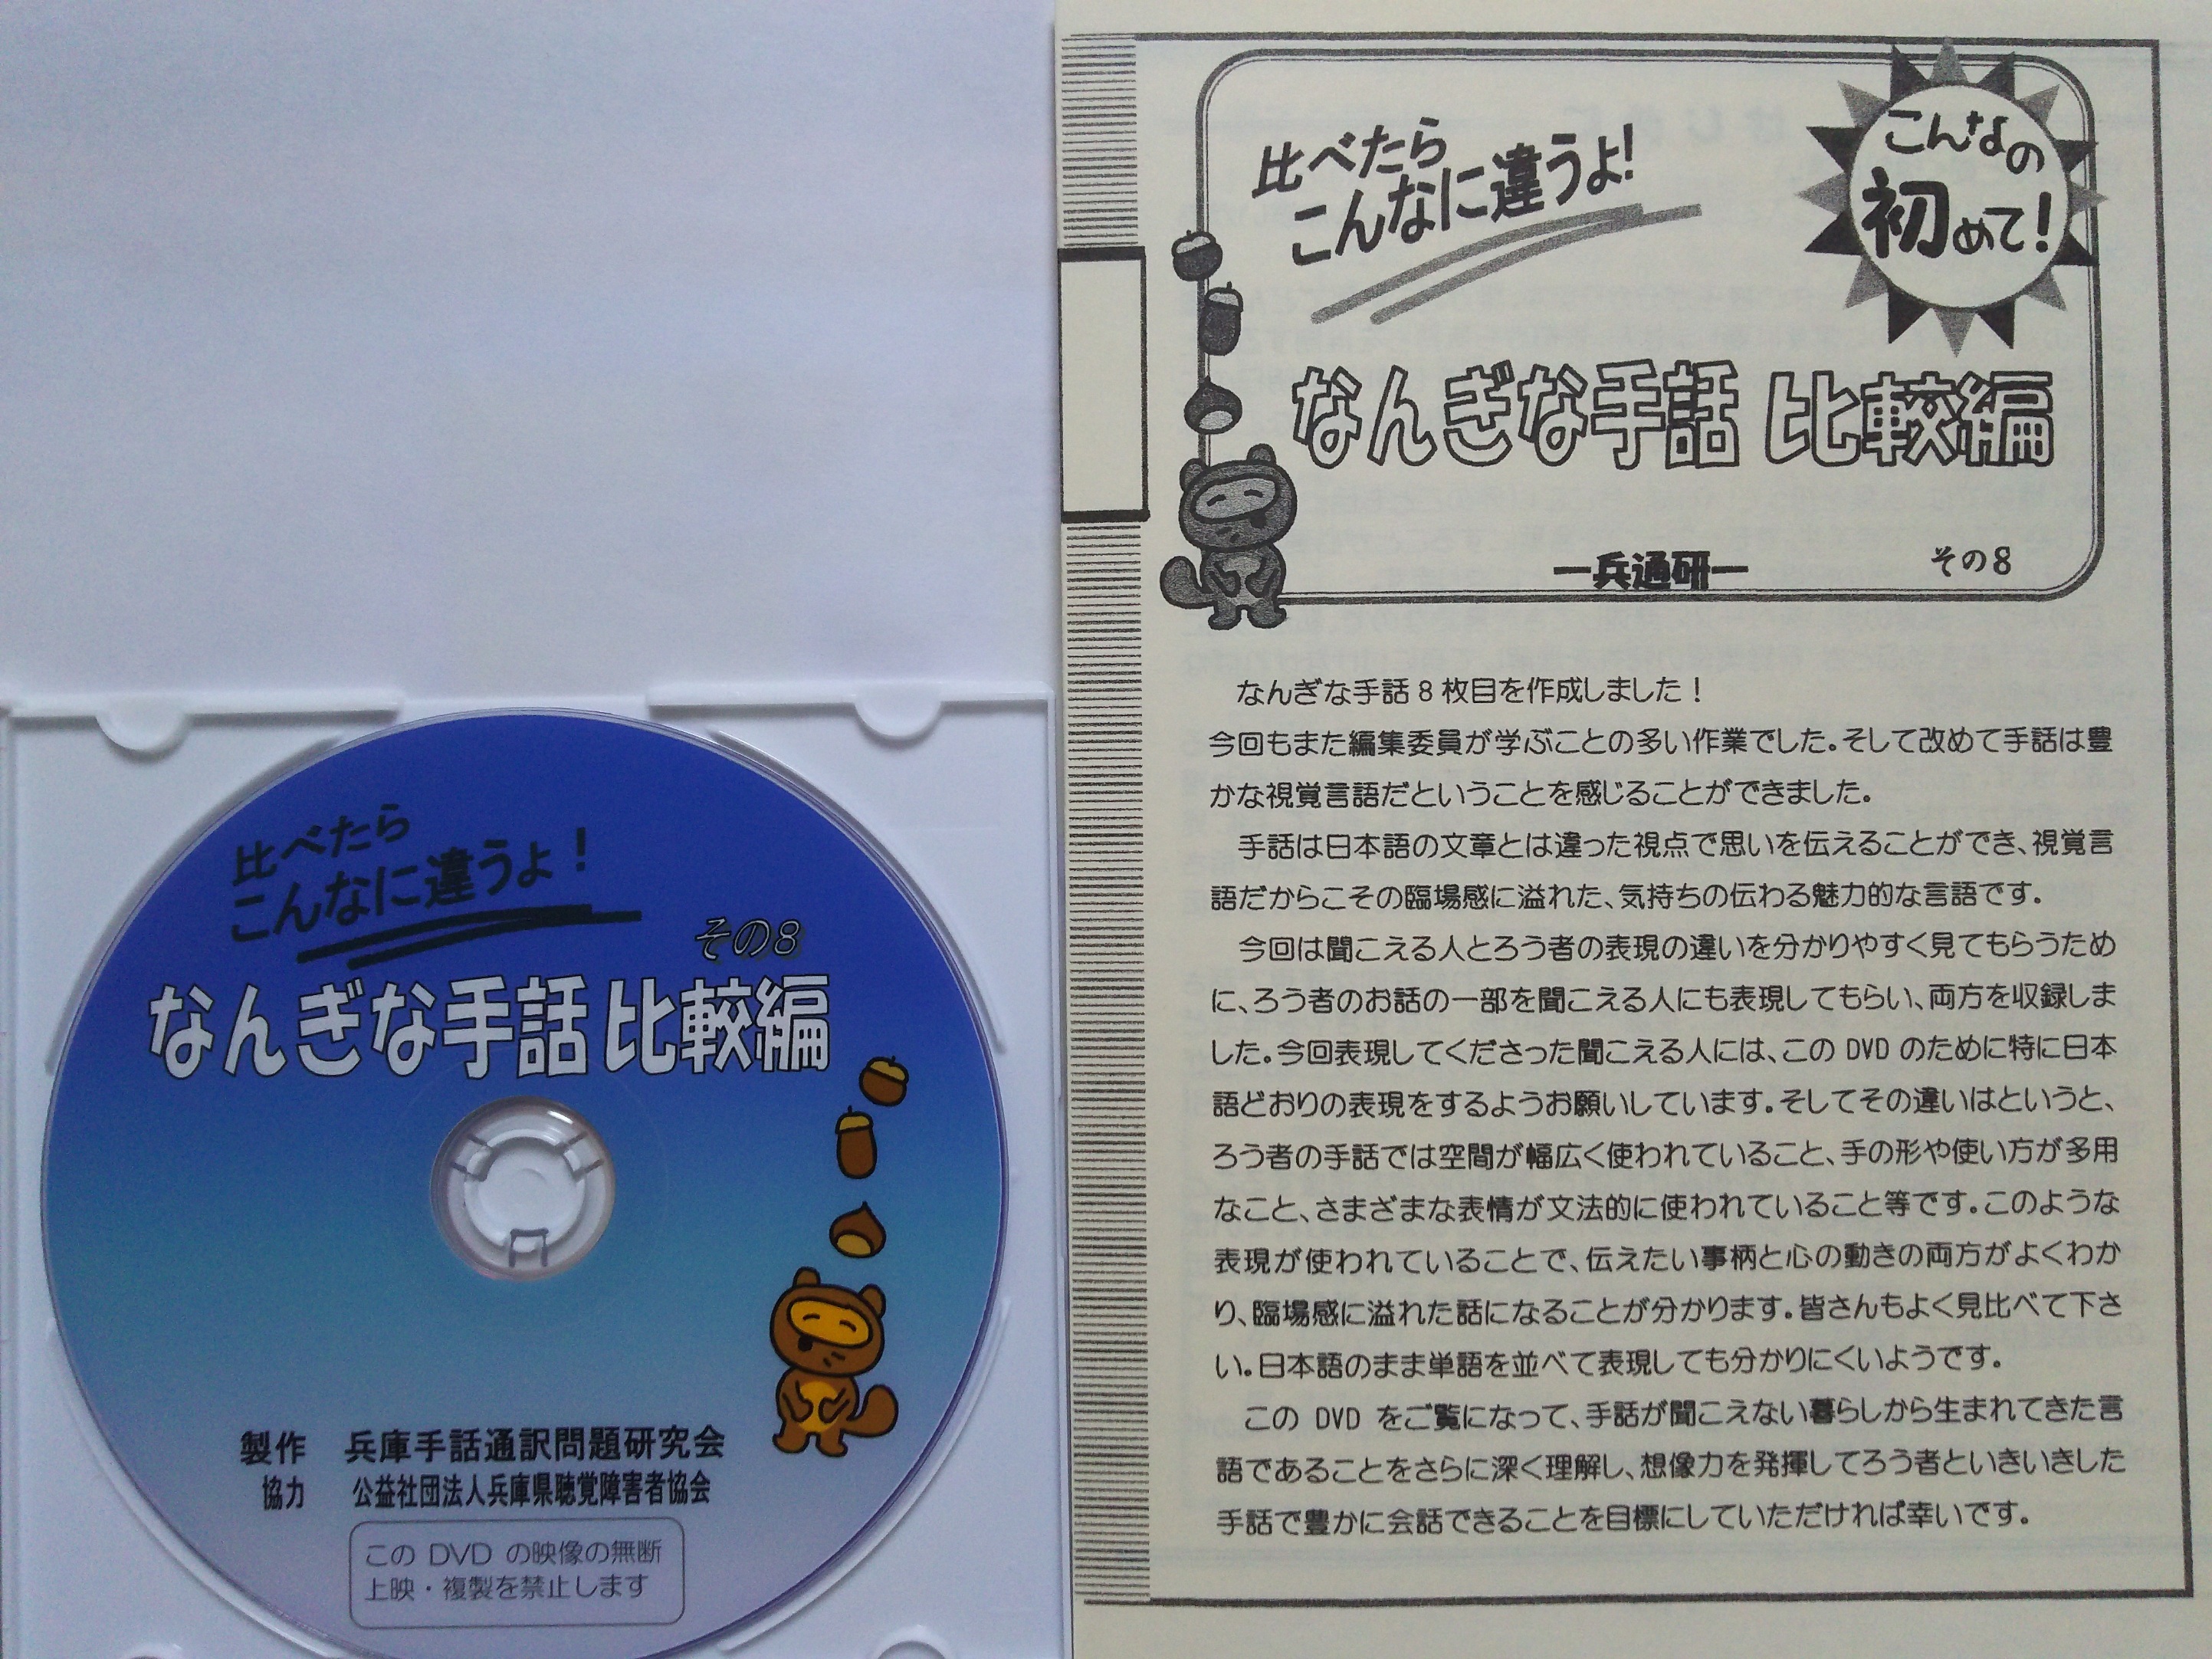 比べたら
こんなに違うよ！
その8
なんぎな手話 比較編
製作 兵庫手話通訳問題研究会
協力 公益社団法人兵庫県聴覚障害者協会
この DVD の映像の無断
上映・複製を禁止します
比べたら
こんなに違うよ!
こんなの
初めて!
なんぎな手話 比較編
―兵通研― その8
なんぎな手話８枚目を作成しました！
今回もまた編集委員が学ぶことの多い作業でした。そして改めて手話は豊
かな視覚言語だということを感じることができました。
手話は日本語の文章とは違った視点で思いを伝えることができ、視覚言
語だからこその臨場感に溢れた、気持ちの伝わる魅力的な言語です。
今回は聞こえる人とろう者の表現の違いを分かりやすく見てもらうため
に、ろう者のお話の一部を聞こえる人にも表現してもらい、両方を収録しま
した。今回表現してくださった聞こえる人には、この DVD のために特に日本
語どおりの表現をするようお願いしています。そしてその違いはというと、
ろう者の手話では空間が幅広く使われていること、手の形や使い方が多用
なこと、さまざまな表情が文法的に使われていること等です。このような
表現が使われていることで、伝えたい事柄と心の動きの両方がよくわか
り、臨場感に溢れた話になることが分かります。皆さんもよく見比べて下さ
い。日本語のまま単語を並べて表現しても分かりにくいようです。
この DVD をご覧になって、手話が聞こえない暮らしから生まれてきた言
語であることをさらに深く理解し、想像力を発揮してろう者といきいきした
手話で豊かに会話できることを目標にしていただければ幸いです。